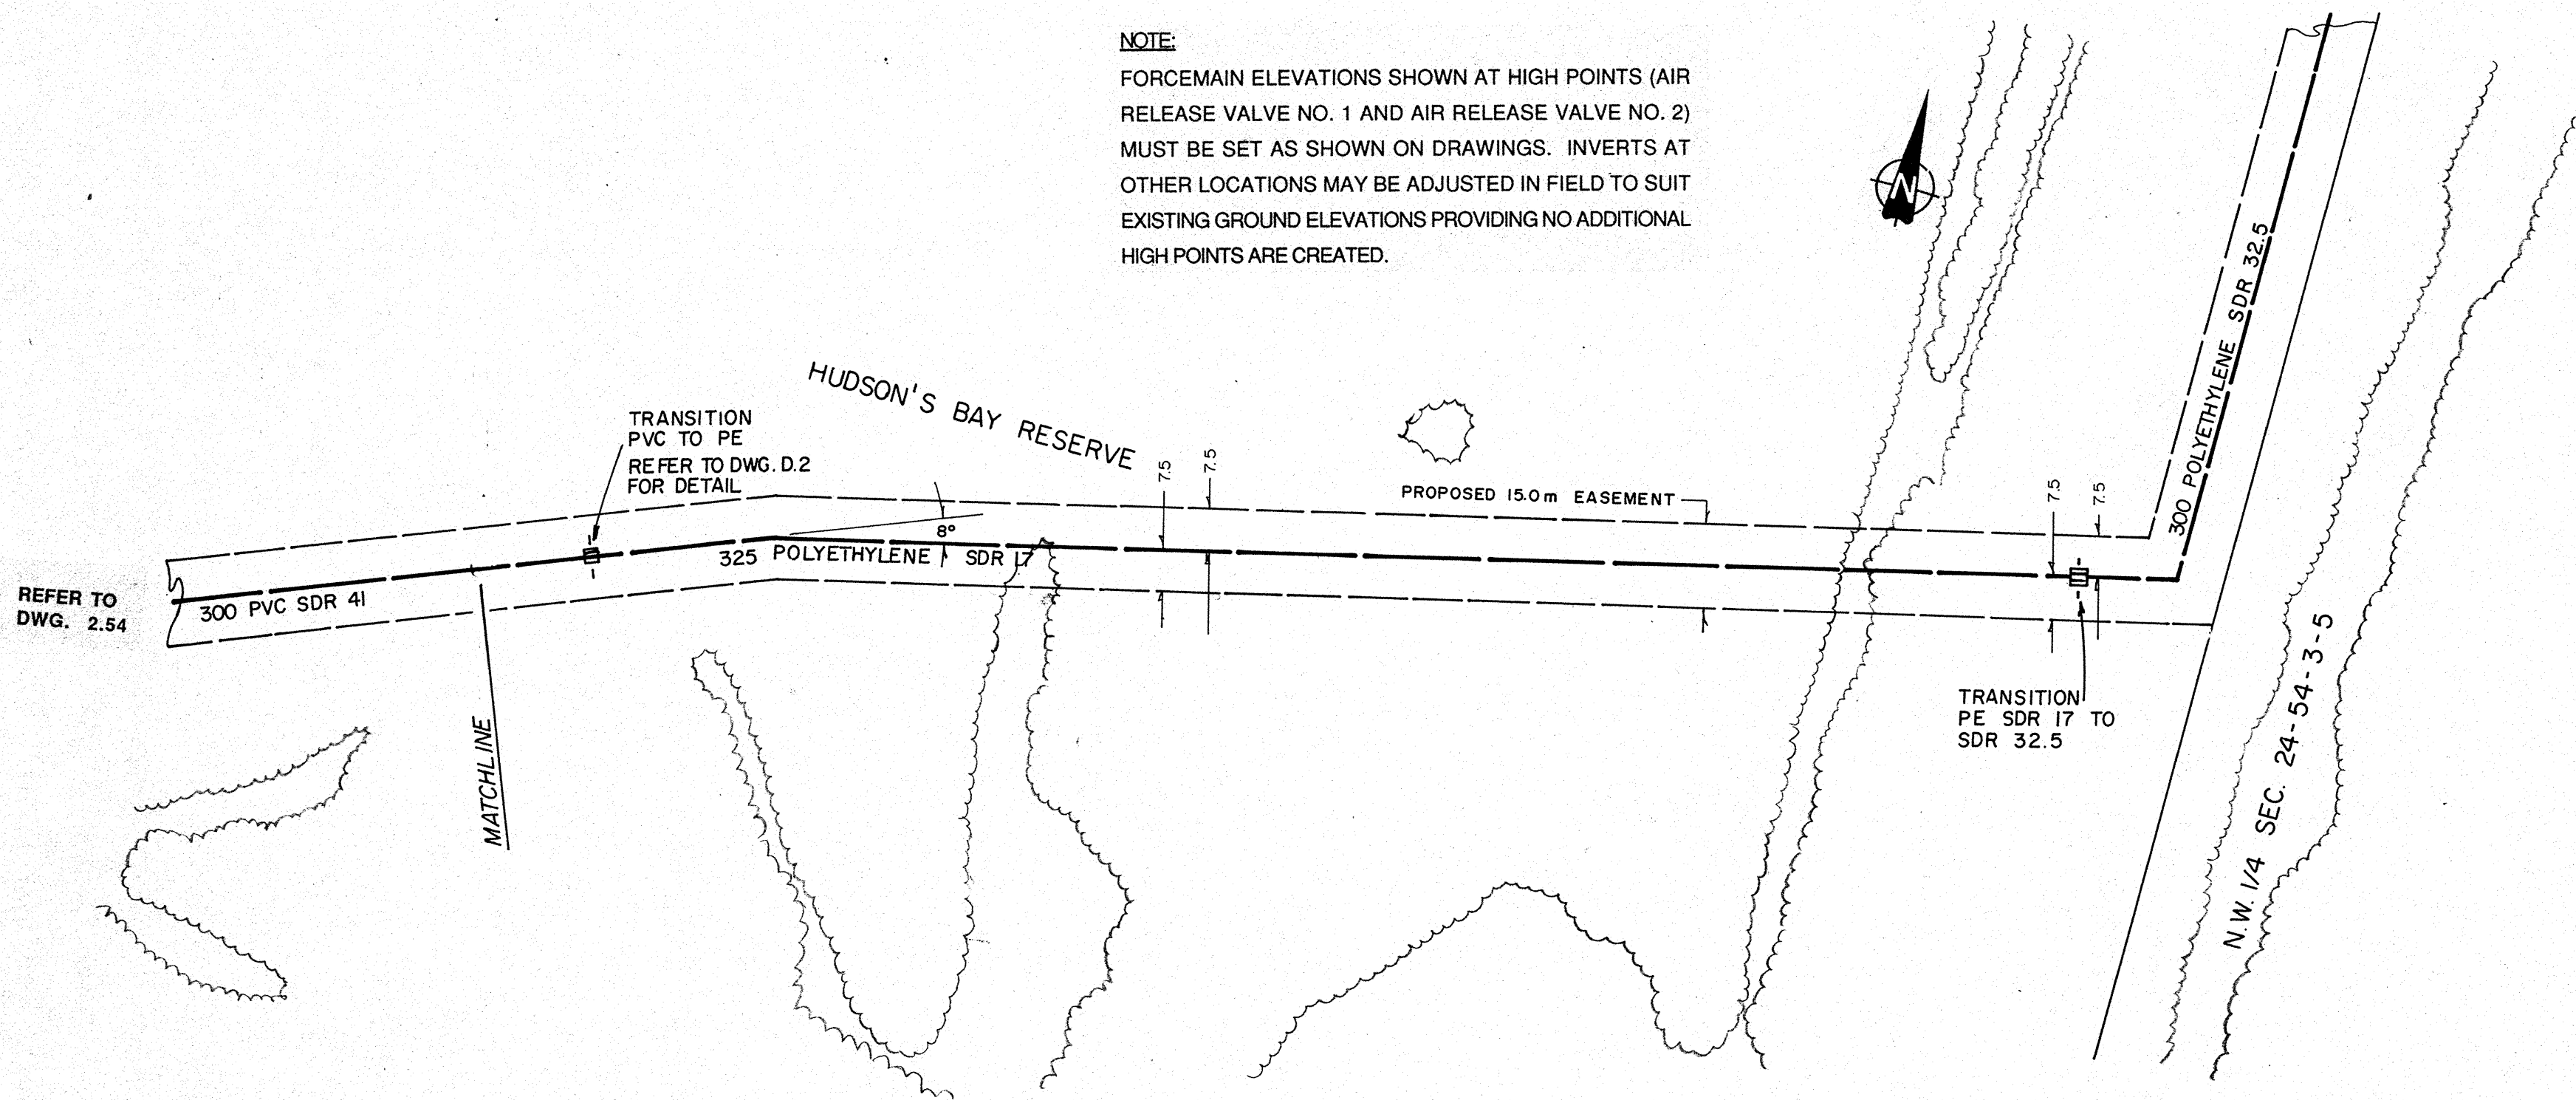 NOTE:
FORCEMAIN ELEVATIONS SHOWN AT HIGH POINTS (AIR
RELEASE VALVE NO. 1 AND AIR RELEASE VALVE NO. 2)
MUST BE SET AS SHOWN ON DRAWINGS. INVERTS AT
OTHER LOCATIONS MAY BE ADJUSTED IN FIELD TO SUIT
EXISTING GROUND ELEVATIONS PROVIDING NO ADDITIONAL
HIGH POINTS ARE CREATED.
N
HUDSON'S BAY RESERVE
TRANSITION
PVC TO PE
REFER TO DWG. D.2
FOR DETAIL
7.5
7.5
PROPOSED 15.0 m EASEMENT
7.5
7.5
300 POLYETHYLENE SDR 32.5
8°
325 POLYETHYLENE SDR 17
REFER TO
DWG. 2.54
300 PVC SDR 41
MATCHLINE
TRANSITION
PE SDR 17 TO
SDR 32.5
N.W. 1/4 SEC. 24-54-3-5